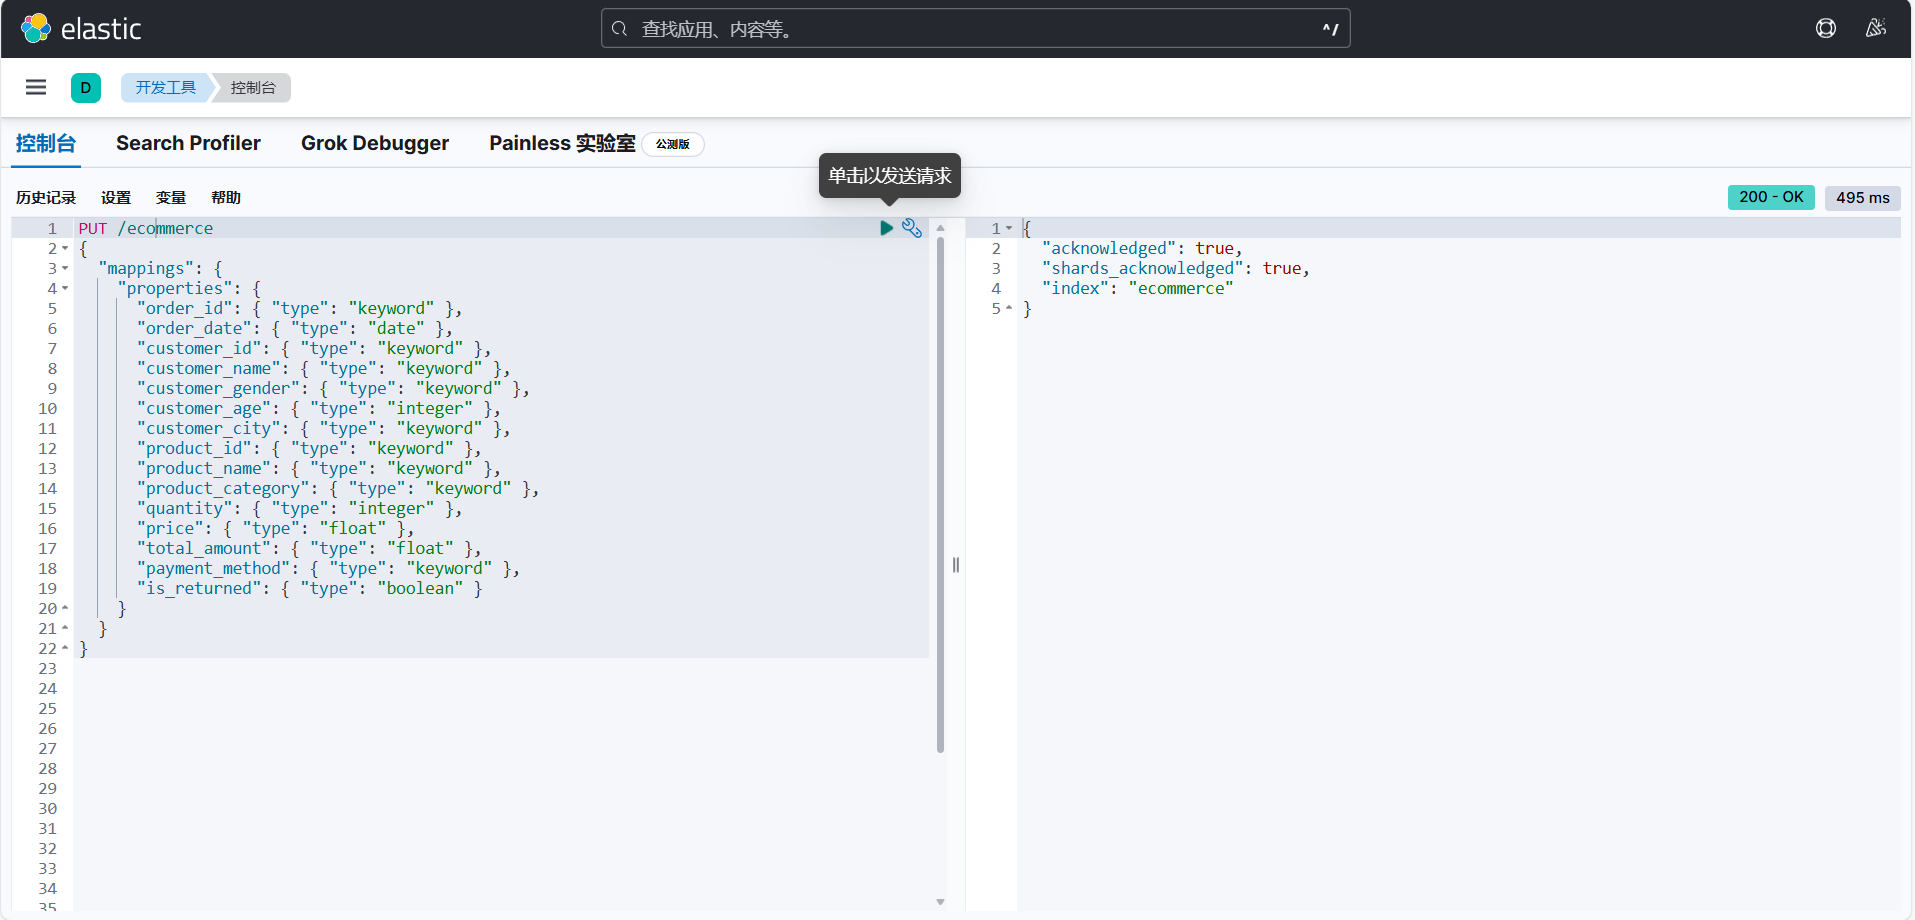 elastic
查找应用、内容等。
^/
D
开发工具
控制台
控制台
Search Profiler
Grok Debugger
Painless 实验室
公测版
单击以发送请求
历史记录
设置
变量
帮助
200 - OK
495 ms
1 PUT /ecommerce
2 {
3   "mappings": {
4     "properties": {
5       "order_id": { "type": "keyword" },
6       "order_date": { "type": "date" },
7       "customer_id": { "type": "keyword" },
8       "customer_name": { "type": "keyword" },
9       "customer_gender": { "type": "keyword" },
10       "customer_age": { "type": "integer" },
11       "customer_city": { "type": "keyword" },
12       "product_id": { "type": "keyword" },
13       "product_name": { "type": "keyword" },
14       "product_category": { "type": "keyword" },
15       "quantity": { "type": "integer" },
16       "price": { "type": "float" },
17       "total_amount": { "type": "float" },
18       "payment_method": { "type": "keyword" },
19       "is_returned": { "type": "boolean" }
20     }
21   }
22 }
23
24
25
26
27
28
29
30
31
32
33
34
35
1 {
2   "acknowledged": true,
3   "shards_acknowledged": true,
4   "index": "ecommerce"
5 }